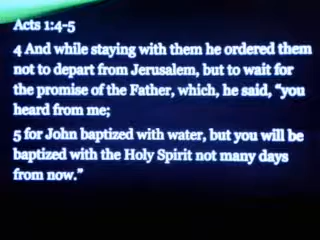 Acts 1:4-5
4 And while staying with them he ordered them
not to depart from Jerusalem, but to wait for
the promise of the Father, which, he said, “you
heard from me;
5 for John baptized with water, but you will be
baptized with the Holy Spirit not many days
from now.”